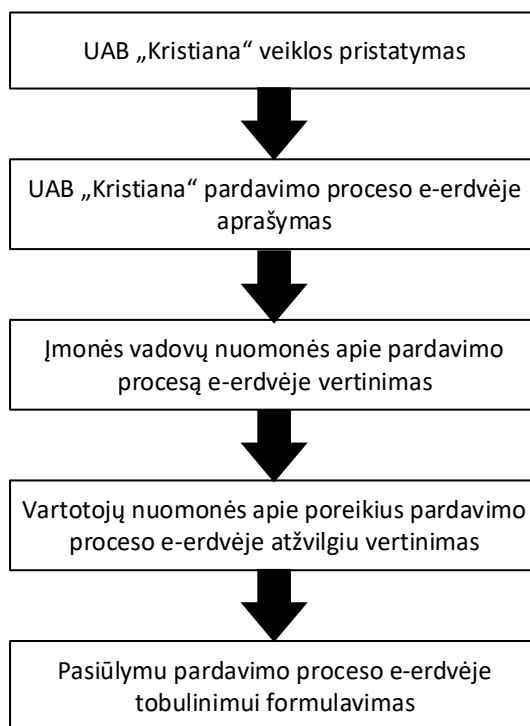 UAB „Kristiana“ veiklos pristatymas
UAB „Kristiana“ pardavimo proceso e-erdvėje
aprašymas
Įmonės vadovų nuomonės apie pardavimo
procesą e-erdvėje vertinimas
Vartotojų nuomonės apie poreikius pardavimo
proceso e-erdvėje atžvilgiu vertinimas
Pasiūlymu pardavimo proceso e-erdvėje
tobulinimui formulavimas